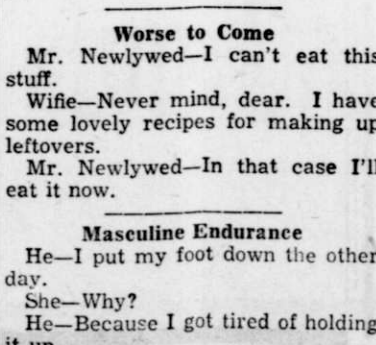 Worse to Come
Mr. Newlywed—I can't eat this
stuff.
Wifie—Never mind, dear. I have
some lovely recipes for making up
leftovers.
Mr. Newlywed—In that case I'll
eat it now.
Masculine Endurance
He—I put my foot down the other
day.
She—Why?
He—Because I got tired of holding
it up